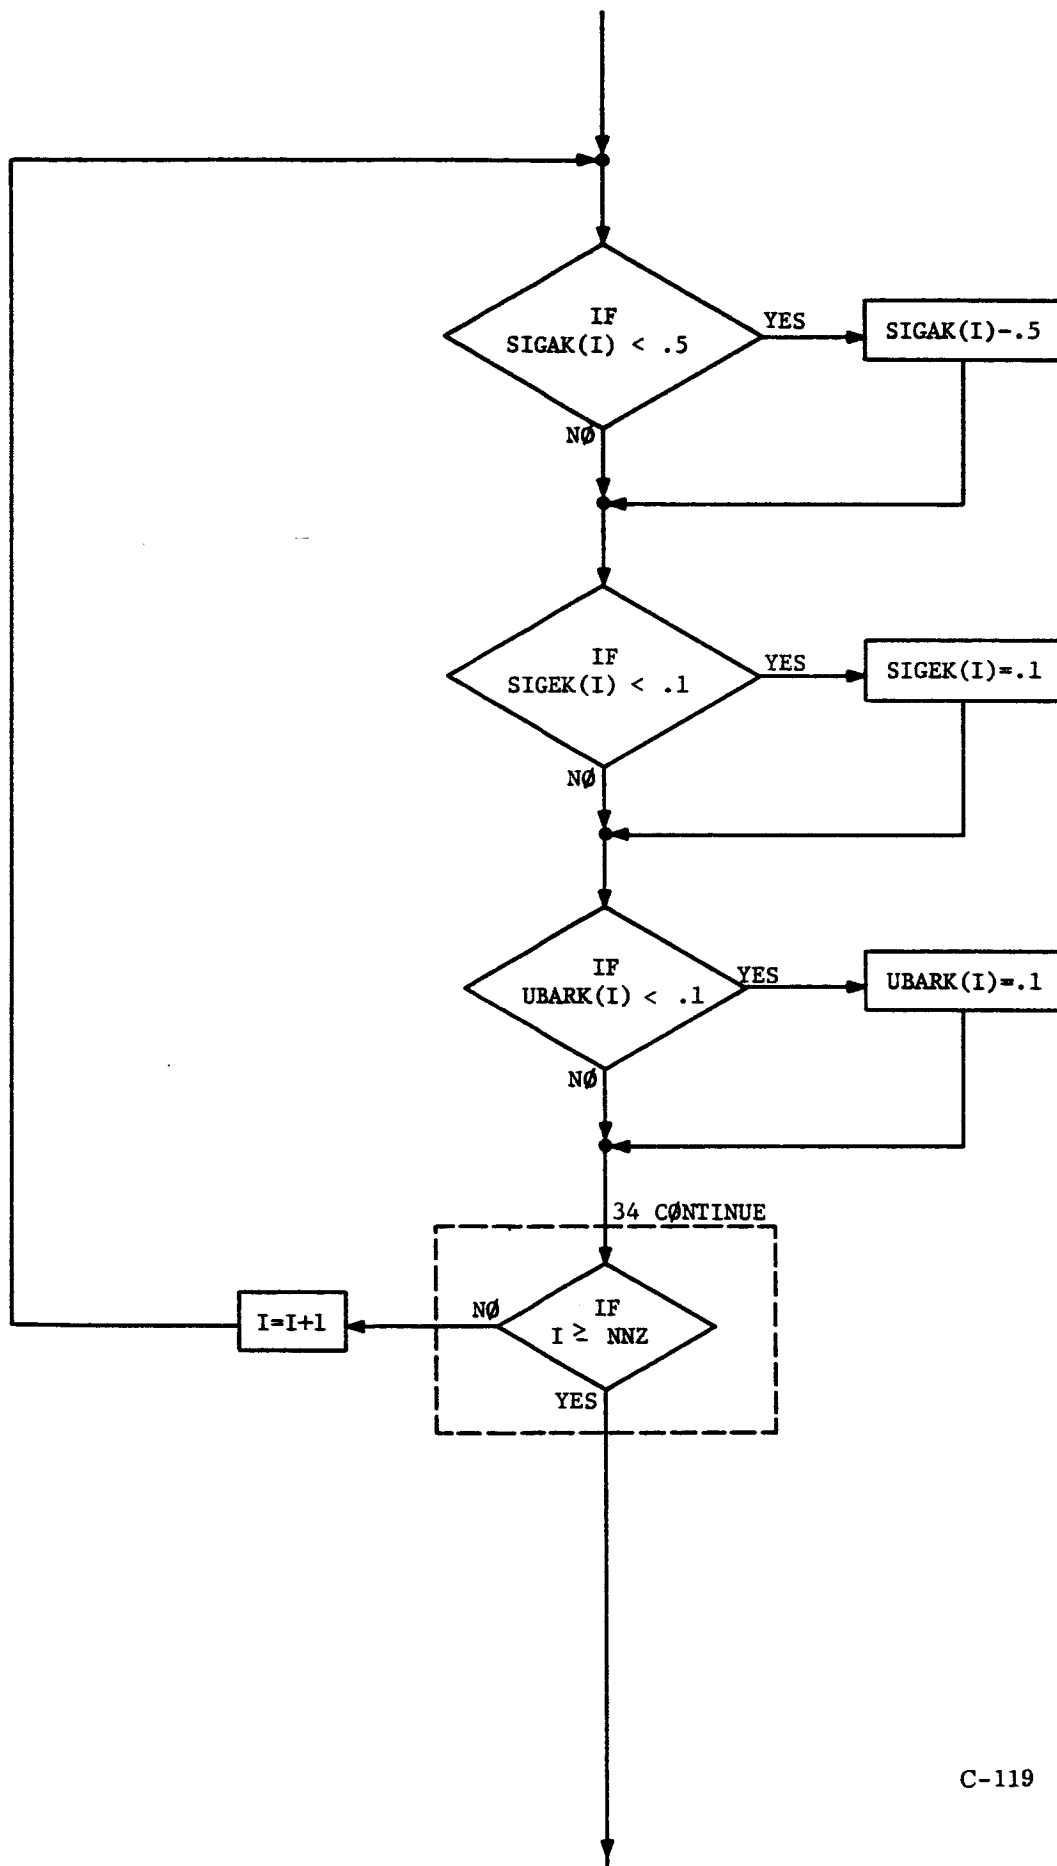 IF
SIGAK(I) < .5
YES
SIGAK(I)-.5
NØ
IF
SIGEK(I) < .1
YES
SIGEK(I)=.1
NØ
IF
UBARK(I) < .1
YES
UBARK(I)=.1
NØ
34 CØNTINUE
IF
I ≥ NNZ
NØ
I=I+1
YES
C-119